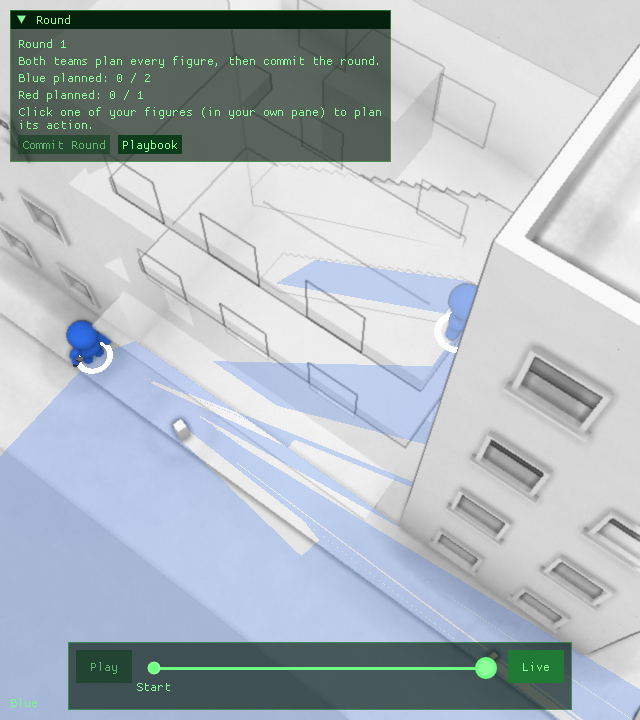 ▼ Round
Round 1
Both teams plan every figure, then commit the round.
Blue planned: 0 / 2
Red planned: 0 / 1
Click one of your figures (in your own pane) to plan
its action.
Commit Round Playbook
Play Live
Start
Blue